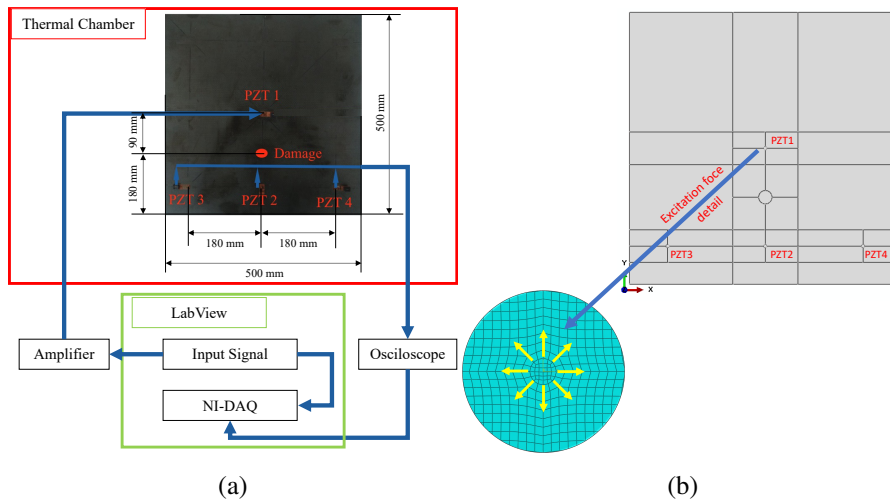 Thermal Chamber
PZT 1
500 mm
90 mm
Damage
180 mm
PZT 3
PZT 2
PZT 4
180 mm
180 mm
500 mm
LabView
Amplifier
Input Signal
Osciloscope
NI-DAQ
(a)
PZT1
Excitation foce
detail
PZT3
PZT2
PZT4
Y
X
(b)